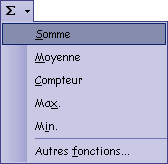 Σ
Somme
Moyenne
Compteur
Max.
Min.
Autres fonctions...